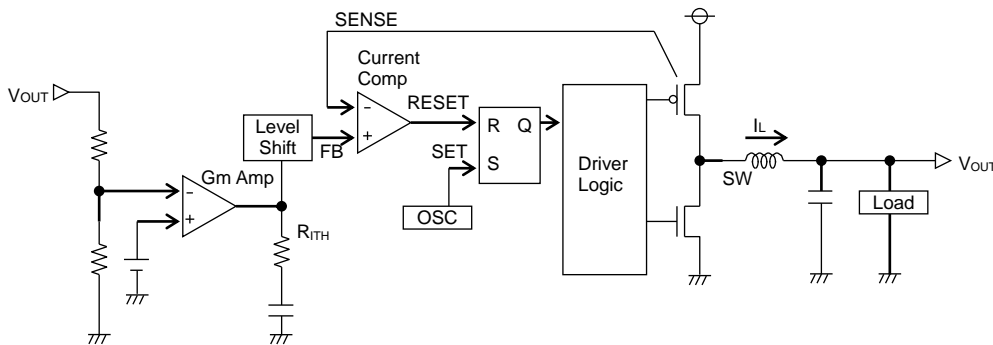 SENSE
Current
Comp
VOUT
−
+
RESET
Level
Shift
FB
SET
R Q
S
Driver
Logic
IL
SW
VOUT
Gm Amp
−
+
OSC
Load
RITH